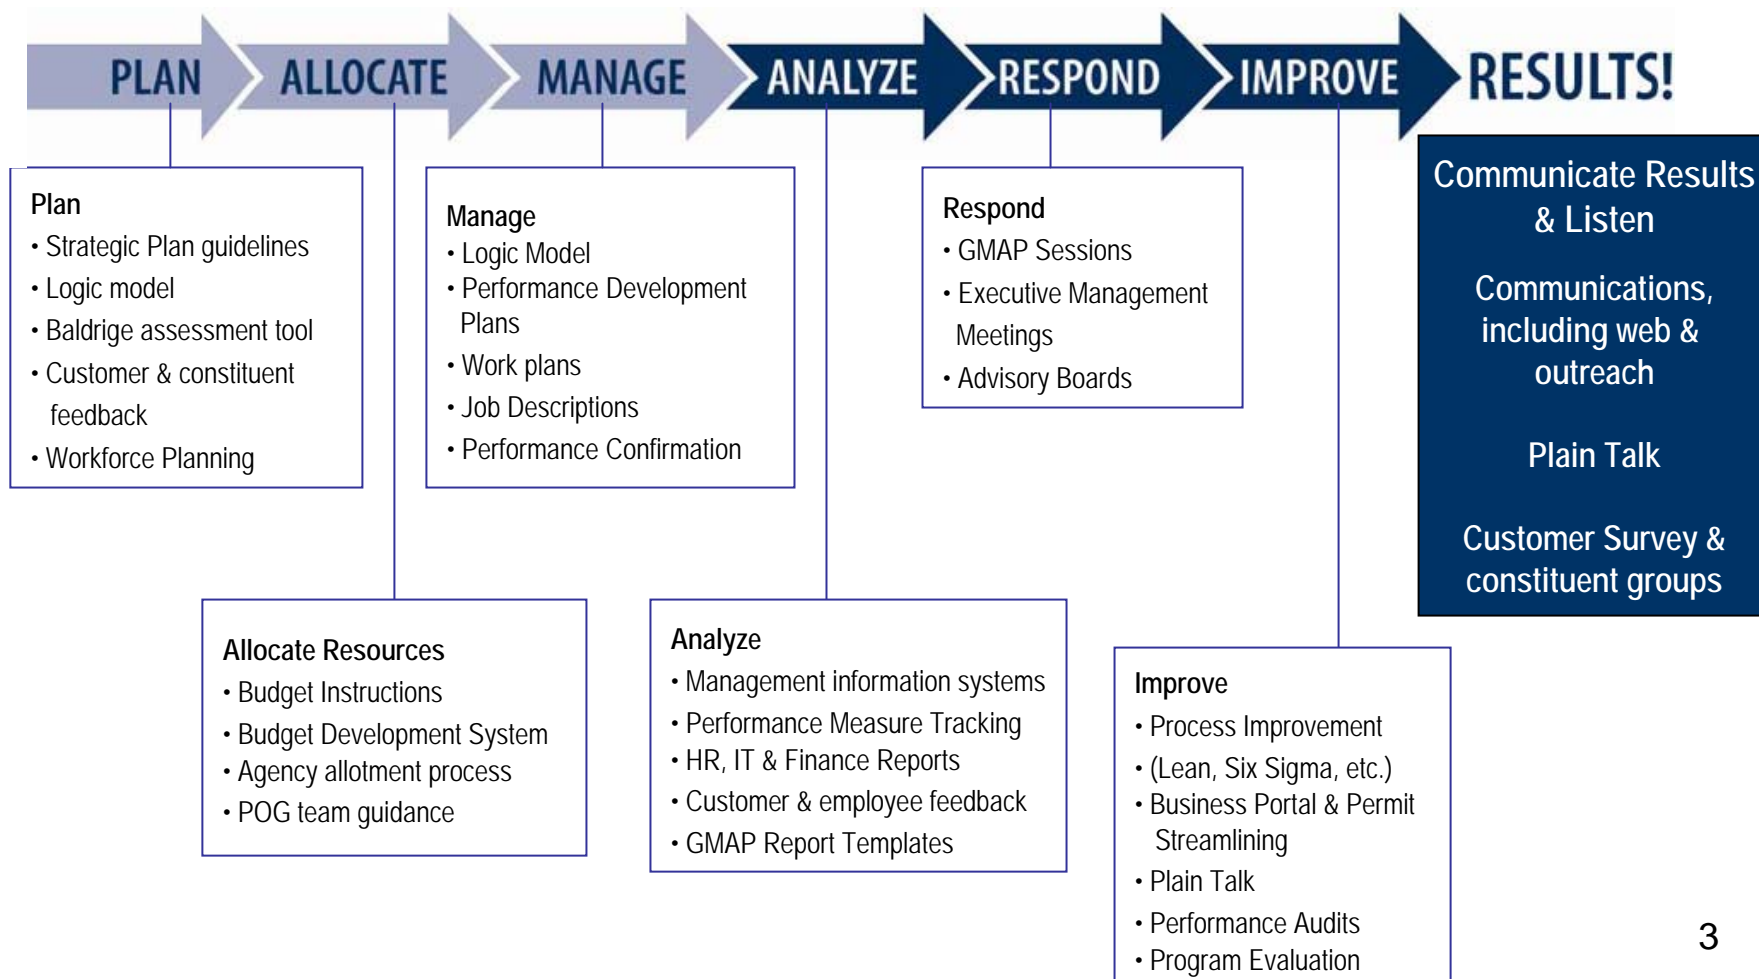 PLAN ALLOCATE MANAGE ANALYZE RESPOND IMPROVE RESULTS!
Plan
• Strategic Plan guidelines
• Logic model
• Baldrige assessment tool
• Customer & constituent
feedback
• Workforce Planning
Manage
• Logic Model
• Performance Development
Plans
• Work plans
• Job Descriptions
• Performance Confirmation
Respond
• GMAP Sessions
• Executive Management
Meetings
• Advisory Boards
Communicate Results
& Listen
Communications,
including web &
outreach
Plain Talk
Customer Survey &
constituent groups
Allocate Resources
• Budget Instructions
• Budget Development System
• Agency allotment process
• POG team guidance
Analyze
• Management information systems
• Performance Measure Tracking
• HR, IT & Finance Reports
• Customer & employee feedback
• GMAP Report Templates
Improve
• Process Improvement
• (Lean, Six Sigma, etc.)
• Business Portal & Permit
Streamlining
• Plain Talk
• Performance Audits
• Program Evaluation
3